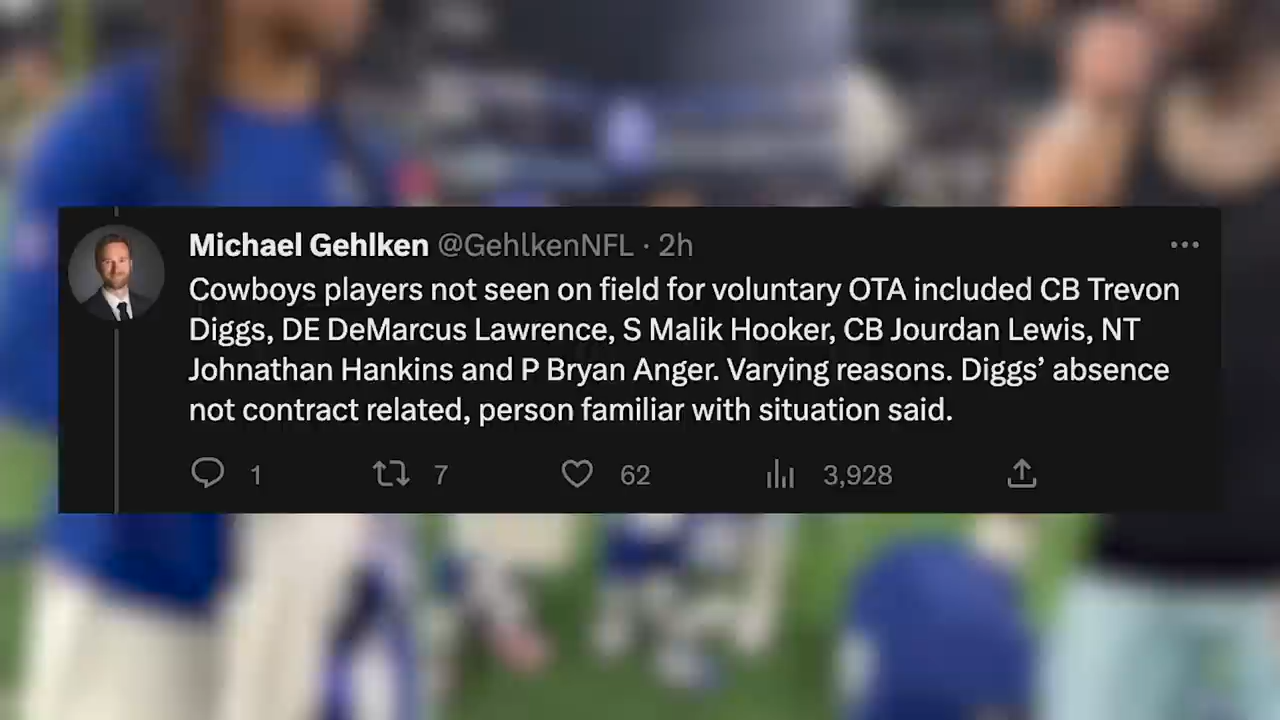 Michael Gehlken @GehlkenNFL · 2h
Cowboys players not seen on field for voluntary OTA included CB Trevon
Diggs, DE DeMarcus Lawrence, S Malik Hooker, CB Jourdan Lewis, NT
Johnathan Hankins and P Bryan Anger. Varying reasons. Diggs’ absence
not contract related, person familiar with situation said.
1 7 62 3,928